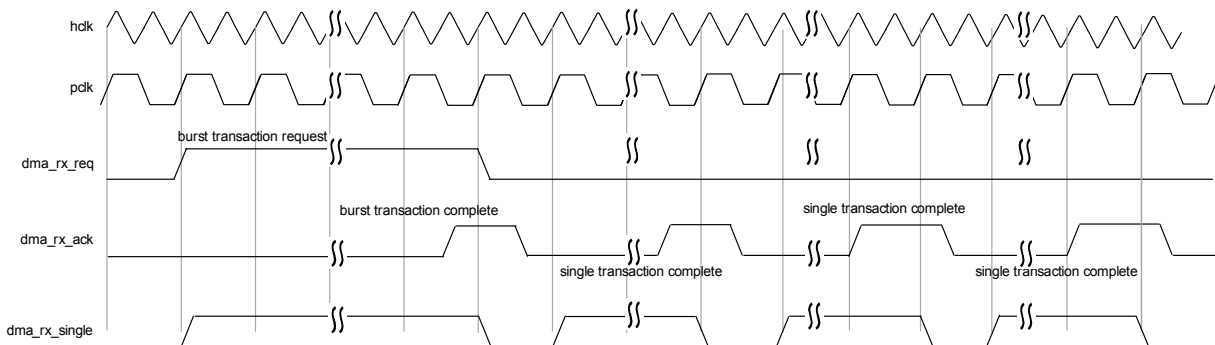 hclk
pclk
burst transaction request
dma_rx_req
burst transaction complete
single transaction complete
dma_rx_ack
single transaction complete
single transaction complete
dma_rx_single